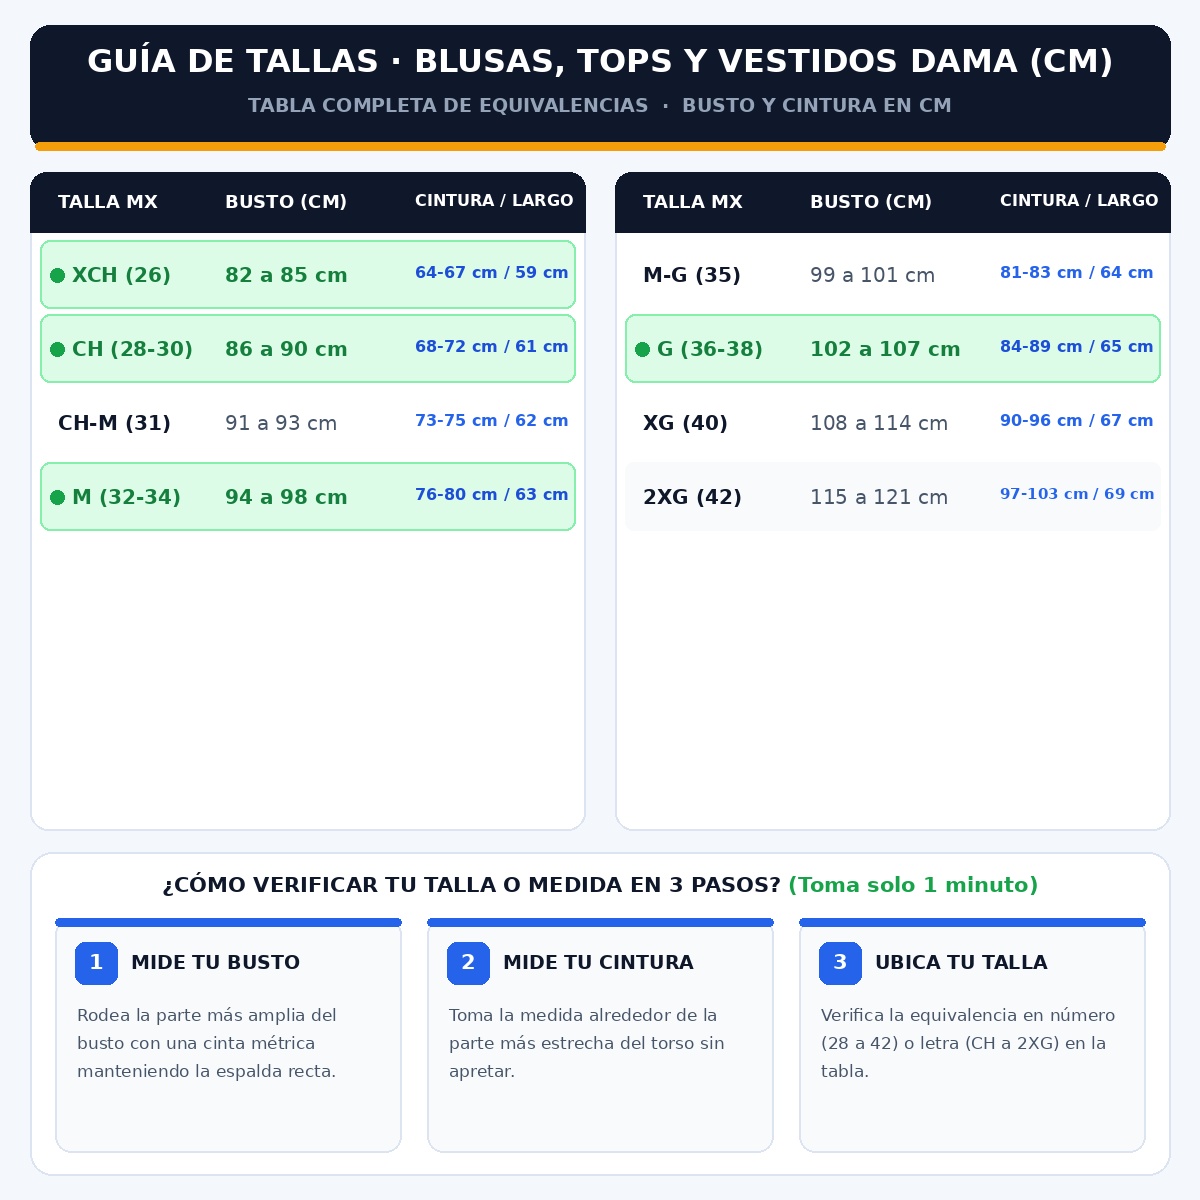 GUÍA DE TALLAS · BLUSAS, TOPS Y VESTIDOS DAMA (CM)
TABLA COMPLETA DE EQUIVALENCIAS · BUSTO Y CINTURA EN CM
TALLA MX BUSTO (CM) CINTURA / LARGO
XCH (26) 82 a 85 cm 64-67 cm / 59 cm
CH (28-30) 86 a 90 cm 68-72 cm / 61 cm
CH-M (31) 91 a 93 cm 73-75 cm / 62 cm
M (32-34) 94 a 98 cm 76-80 cm / 63 cm
TALLA MX BUSTO (CM) CINTURA / LARGO
M-G (35) 99 a 101 cm 81-83 cm / 64 cm
G (36-38) 102 a 107 cm 84-89 cm / 65 cm
XG (40) 108 a 114 cm 90-96 cm / 67 cm
2XG (42) 115 a 121 cm 97-103 cm / 69 cm
¿CÓMO VERIFICAR TU TALLA O MEDIDA EN 3 PASOS? (Toma solo 1 minuto)
1 MIDE TU BUSTO
Rodea la parte más amplia del
busto con una cinta métrica
manteniendo la espalda recta.
2 MIDE TU CINTURA
Toma la medida alrededor de la
parte más estrecha del torso sin
apretar.
3 UBICA TU TALLA
Verifica la equivalencia en número
(28 a 42) o letra (CH a 2XG) en la
tabla.